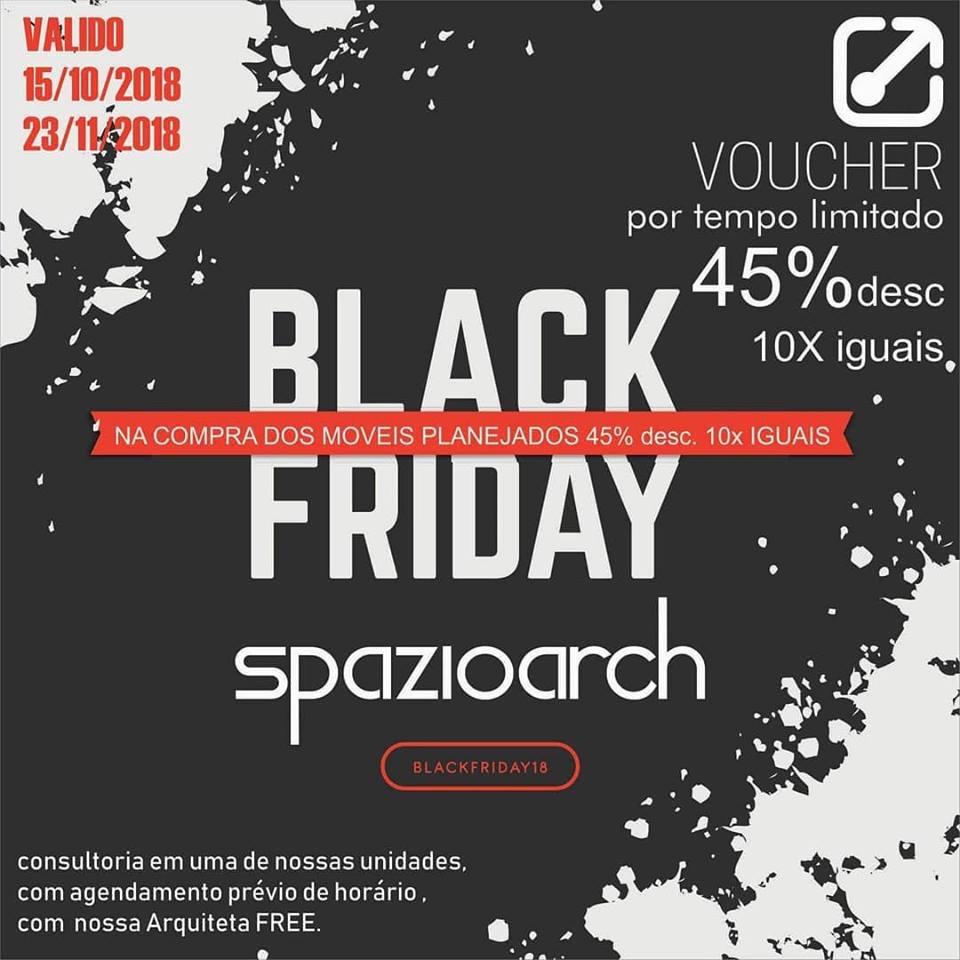 VALIDO
15/10/2018
23/11/2018
VOUCHER
por tempo limitado
45% desc
10X iguais
BLACK
NA COMPRA DOS MOVEIS PLANEJADOS 45% desc. 10x IGUAIS
FRIDAY
spazioarch
BLACKFRIDAY18
consultoria em uma de nossas unidades,
com agendamento prévio de horário ,
com nossa Arquiteta FREE.